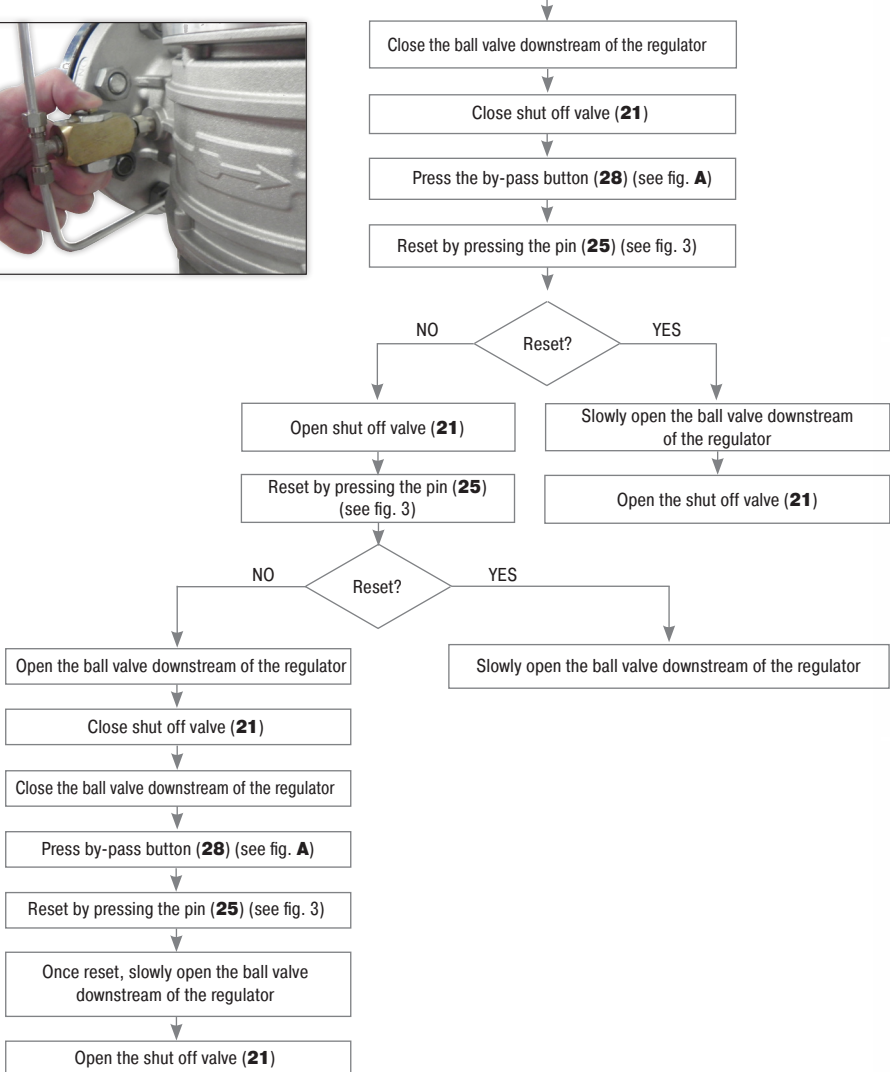 Close the ball valve downstream of the regulator
Close shut off valve (21)
Press the by-pass button (28) (see fig. A)
Reset by pressing the pin (25) (see fig. 3)
Reset?
NO
YES
Open shut off valve (21)
Reset by pressing the pin (25)
(see fig. 3)
Slowly open the ball valve downstream
of the regulator
Open the shut off valve (21)
Reset?
NO
YES
Open the ball valve downstream of the regulator
Close shut off valve (21)
Close the ball valve downstream of the regulator
Press by-pass button (28) (see fig. A)
Reset by pressing the pin (25) (see fig. 3)
Once reset, slowly open the ball valve
downstream of the regulator
Open the shut off valve (21)
Slowly open the ball valve downstream of the regulator